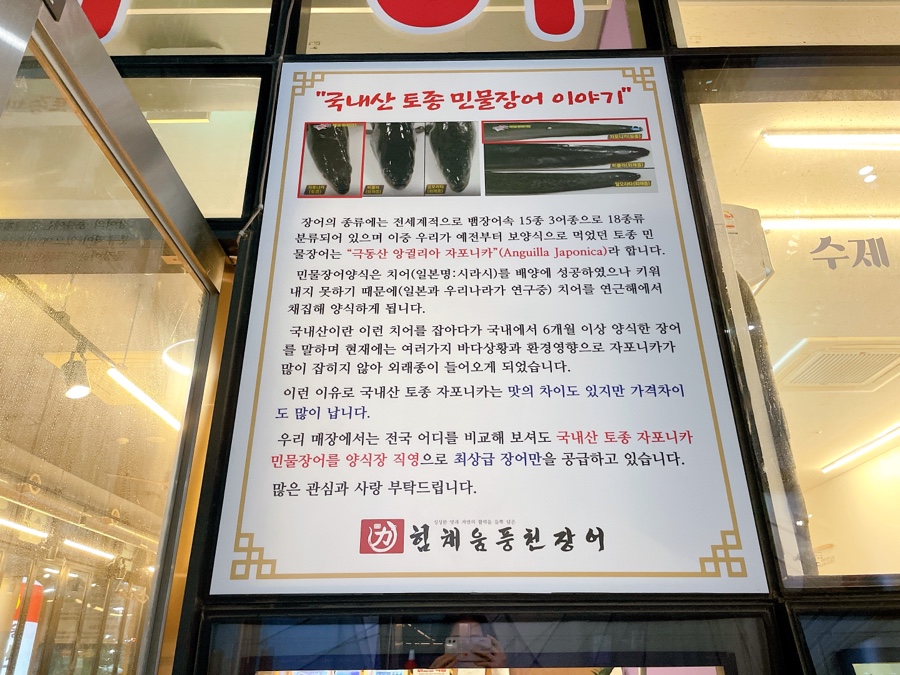 "국내산 토종 민물장어 이야기"
자포니카
장어의 종류에는 전세계적으로 뱀장어속 15종 3어종으로 18종류
분류되어 있으며 이중 우리가 예전부터 보양식으로 먹었던 토종 민
물장어는 "극동산 앙궐리아 자포니카"(Anguilla Japonica)라 합니다.
민물장어양식은 치어(일본명:시라시)를 배양에 성공하였으나 키워
내지 못하기 때문에(일본과 우리나라가 연구중) 치어를 연근해에서
채집해 양식하게 됩니다.
국내산이란 이런 치어를 잡아다가 국내에서 6개월 이상 양식한 장어
를 말하며 현재에는 여러가지 바다상황과 환경영향으로 자포니카가
많이 잡히지 않아 외래종이 들어오게 되었습니다.
이런 이유로 국내산 토종 자포니카는 맛의 차이도 있지만 가격차이
도 많이 납니다.
우리 매장에서는 전국 어디를 비교해 보셔도 국내산 토종 자포니카
민물장어를 양식장 직영으로 최상급 장어만을 공급하고 있습니다.
많은 관심과 사랑 부탁드립니다.
힘채움풍천장어
수제